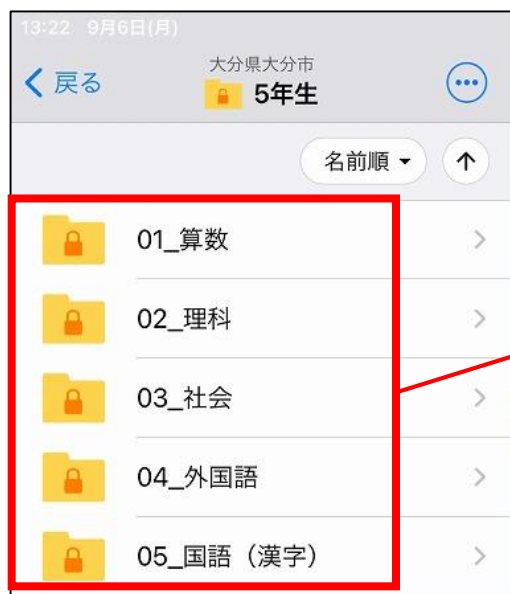 13:22 9月6日(月)
大分県大分市
戻る
5年生
名前順
01_算数
02_理科
03_社会
04_外国語
05_国語（漢字）